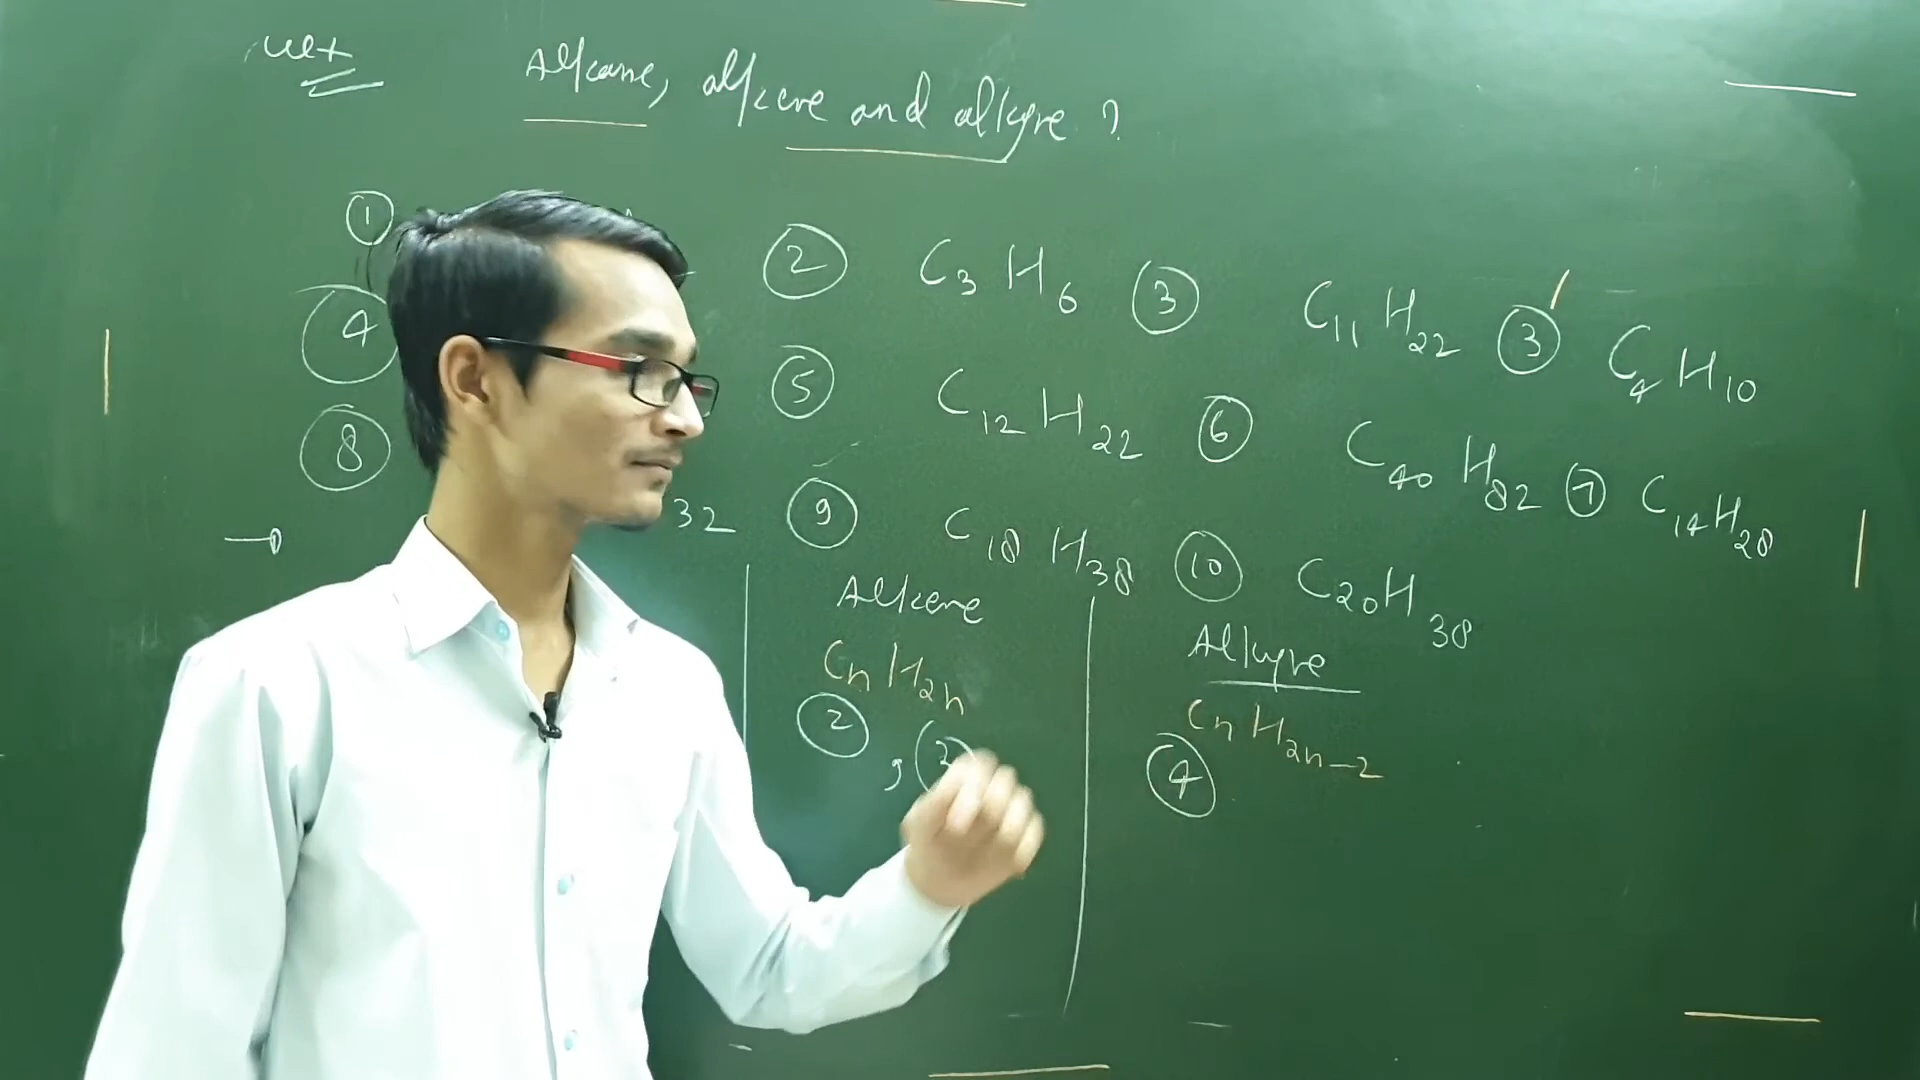 Alkane, alkene and alkyne ?
① ② C3H6 ③ C11H22 ③ C4H10
④ ⑤ C12H22 ⑥ C40H82 ⑦ C14H28
⑧ 32 ⑨ C18H38 ⑩ C20H38
Alkene
CnH2n
② , ③
Alkyne
CnH2n-2
④